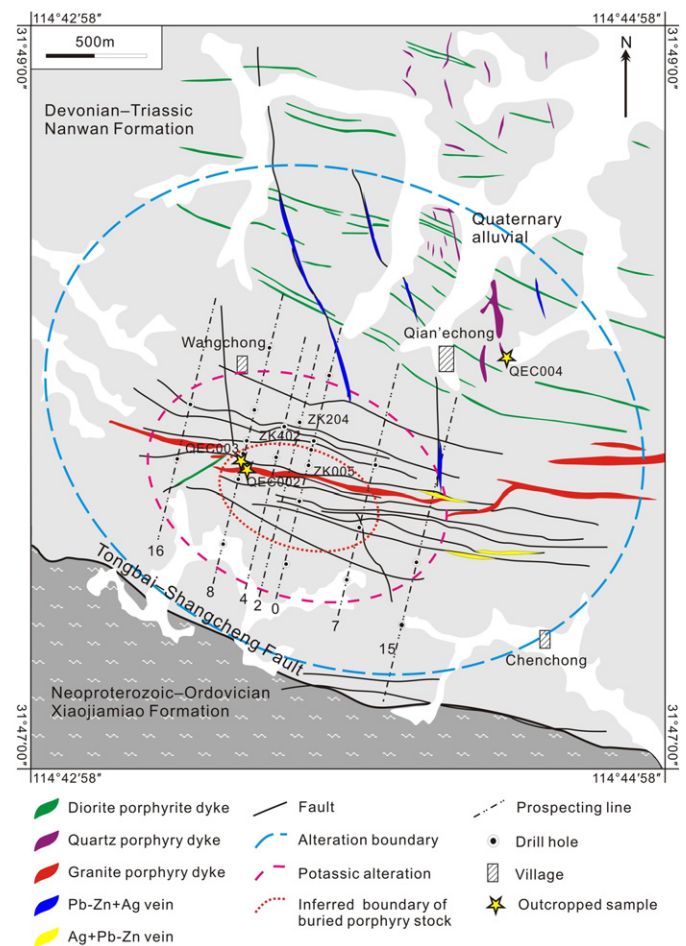 114°42'58"
114°44'58"
31°49'00"
31°49'00"
500m
N
Devonian–Triassic
Nanwan Formation
Quaternary
alluvial
Wangchong
Qian'echong
QEC004
ZK204
ZK402
QEC003
ZK005
QEC002
16
8
4
2
0
7
15
Tongbai–Shangcheng Fault
Chenchong
Neoproterozoic–Ordovician
Xiaojiamiao Formation
31°47'00"
31°47'00"
114°42'58"
114°44'58"
Diorite porphyrite dyke
Fault
Prospecting line
Quartz porphyry dyke
Alteration boundary
Drill hole
Granite porphyry dyke
Potassic alteration
Village
Pb-Zn+Ag vein
Inferred boundary of
buried porphyry stock
Outcropped sample
Ag+Pb-Zn vein